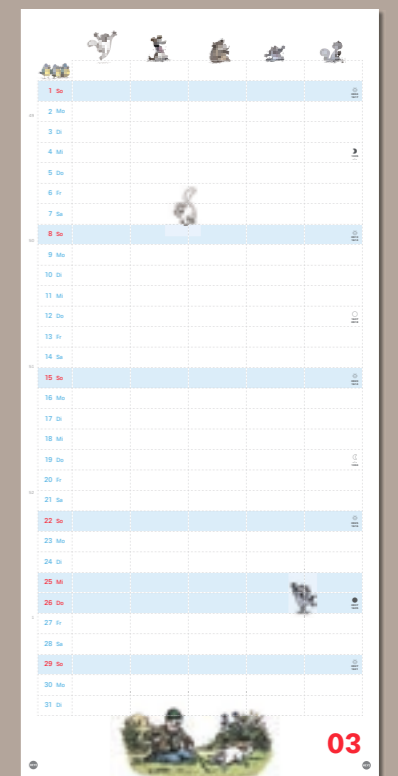 1 So
2 Mo
3 Di
4 Mi
5 Do
6 Fr
7 Sa
8 So
9 Mo
10 Di
11 Mi
12 Do
13 Fr
14 Sa
15 So
16 Mo
17 Di
18 Mi
19 Do
20 Fr
21 Sa
22 So
23 Mo
24 Di
25 Mi
26 Do
27 Fr
28 Sa
29 So
30 Mo
31 Di
03